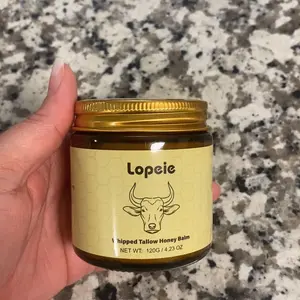 Lopeie
Whipped Tallow Honey Balm
NET WT: 120G / 4.23 OZ